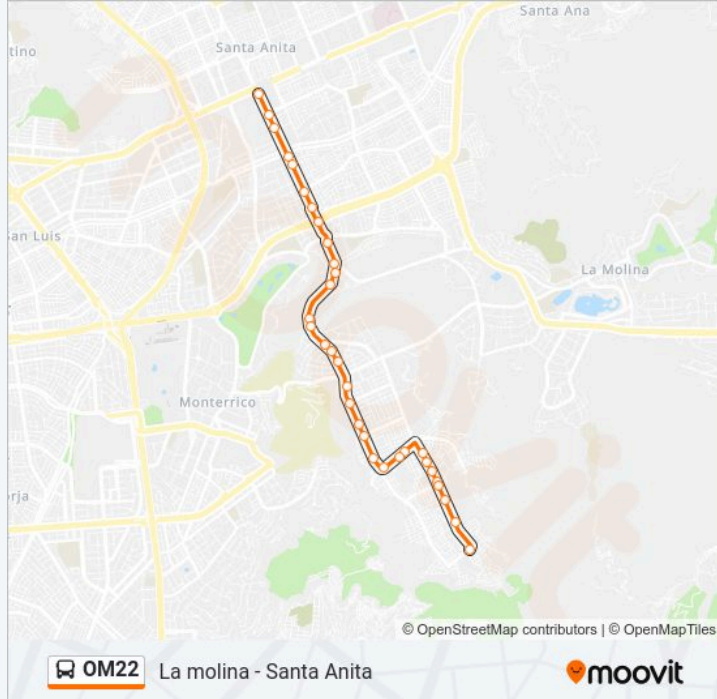 Santa Ana
Santa Anita
tino
San Luis
La Molina
Monterrico
orja
© OpenStreetMap contributors | © OpenMapTiles
OM22 La molina - Santa Anita
moovit